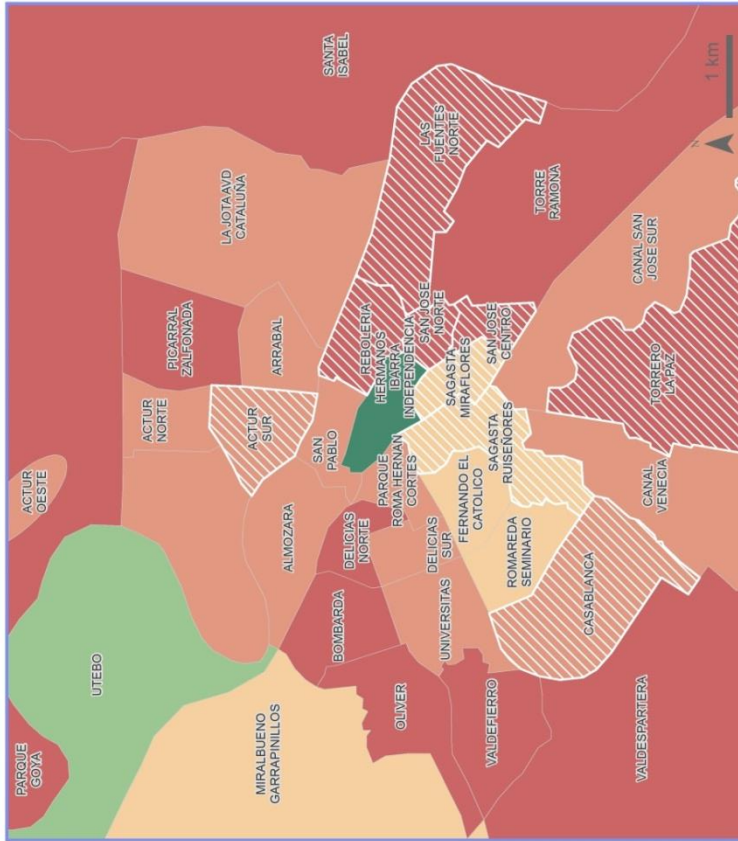 PARQUE
GOYA
UTEBO
ACTUR
OESTE
MIRALBUENO
GARRAPINILLOS
ACTUR
NORTE
PICARRAL
ZALFONADA
LA JOTA AVD
CATALUÑA
SANTA
ISABEL
ALMOZARA
ACTUR
SUR
ARRABAL
SAN
PABLO
BOMBARDA
DELICIAS
NORTE
PARQUE
ROMA HERNAN
CORTES
REBOLERIA
HERMANOS
IBARRA
INDEPENDENCIA
OLIVER
UNIVERSITAS
DELICIAS
SUR
SAN JOSE
NORTE
LAS
FUENTES
NORTE
FERNANDO EL
CATOLICO
SAGASTA
MIRAFLORES
VALDEFIERRO
ROMAREDA
SEMINARIO
SAGASTA
RUISEÑORES
SAN JOSE
CENTRO
TORRE
RAMONA
CASABLANCA
VALDESPARTERA
CANAL
VENECIA
TORRERO
LA PAZ
CANAL SAN
JOSE SUR
N
1 km